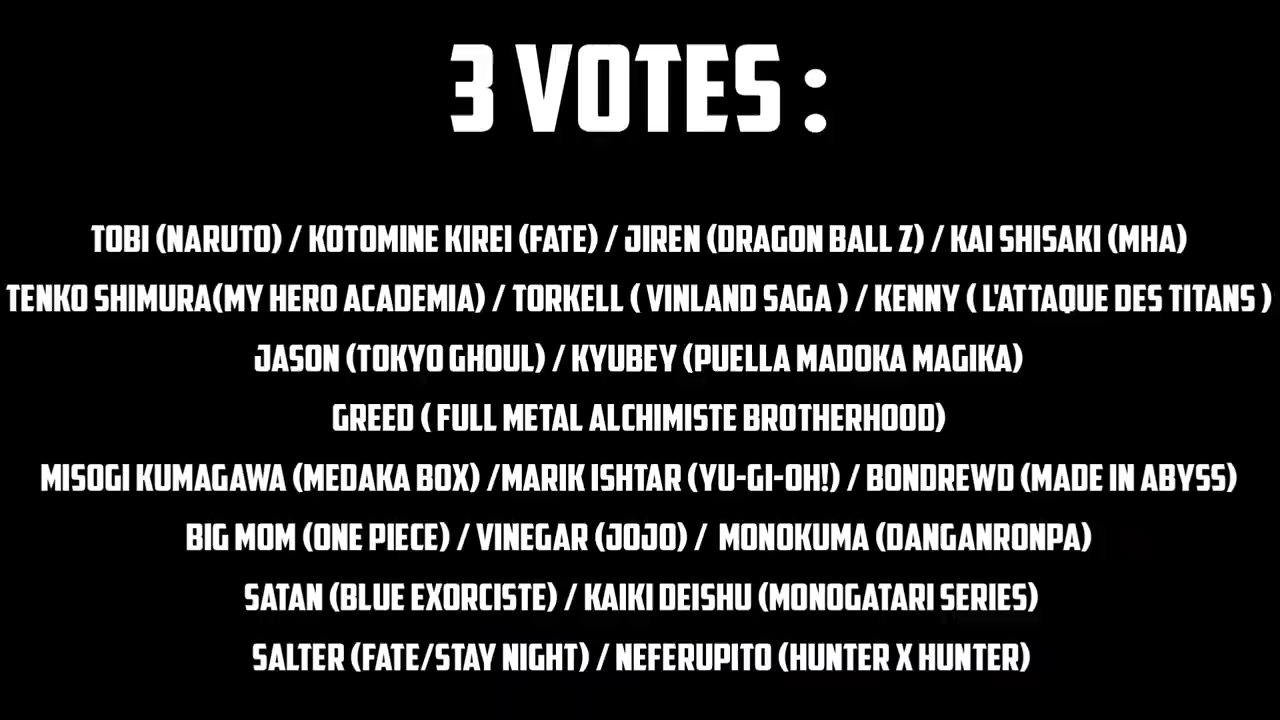 3 VOTES :
TOBI (NARUTO) / KOTOMINE KIREI (FATE) / JIREN (DRAGON BALL Z) / KAI SHISAKI (MHA)
TENKO SHIMURA(MY HERO ACADEMIA) / TORKELL ( VINLAND SAGA ) / KENNY ( L'ATTAQUE DES TITANS )
JASON (TOKYO GHOUL) / KYUBEY (PUELLA MADOKA MAGIKA)
GREED ( FULL METAL ALCHIMISTE BROTHERHOOD)
MISOGI KUMAGAWA (MEDAKA BOX) /MARIK ISHTAR (YU-GI-OH!) / BONDREWD (MADE IN ABYSS)
BIG MOM (ONE PIECE) / VINEGAR (JOJO) / MONOKUMA (DANGANRONPA)
SATAN (BLUE EXORCISTE) / KAIKI DEISHU (MONOGATARI SERIES)
SALTER (FATE/STAY NIGHT) / NEFERUPITO (HUNTER X HUNTER)